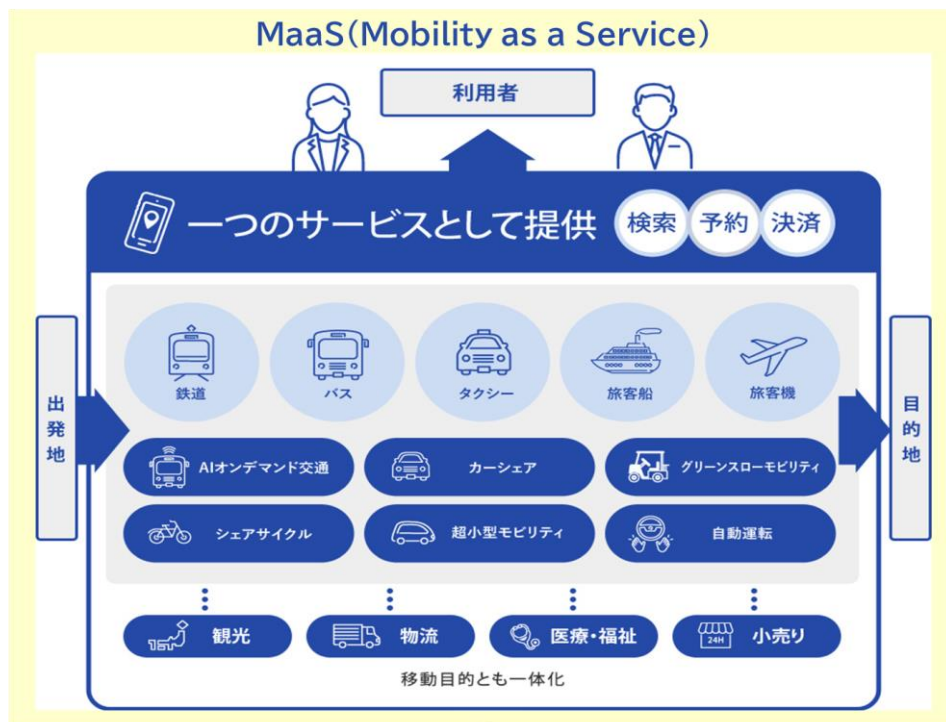 MaaS(Mobility as a Service)
利用者
一つのサービスとして提供 検索 予約 決済
出発地
鉄道 バス タクシー 旅客船 旅客機
AIオンデマンド交通 カーシェア グリーンスローモビリティ
シェアサイクル 超小型モビリティ 自動運転
目的地
観光 物流 医療・福祉 24H 小売り
移動目的とも一体化